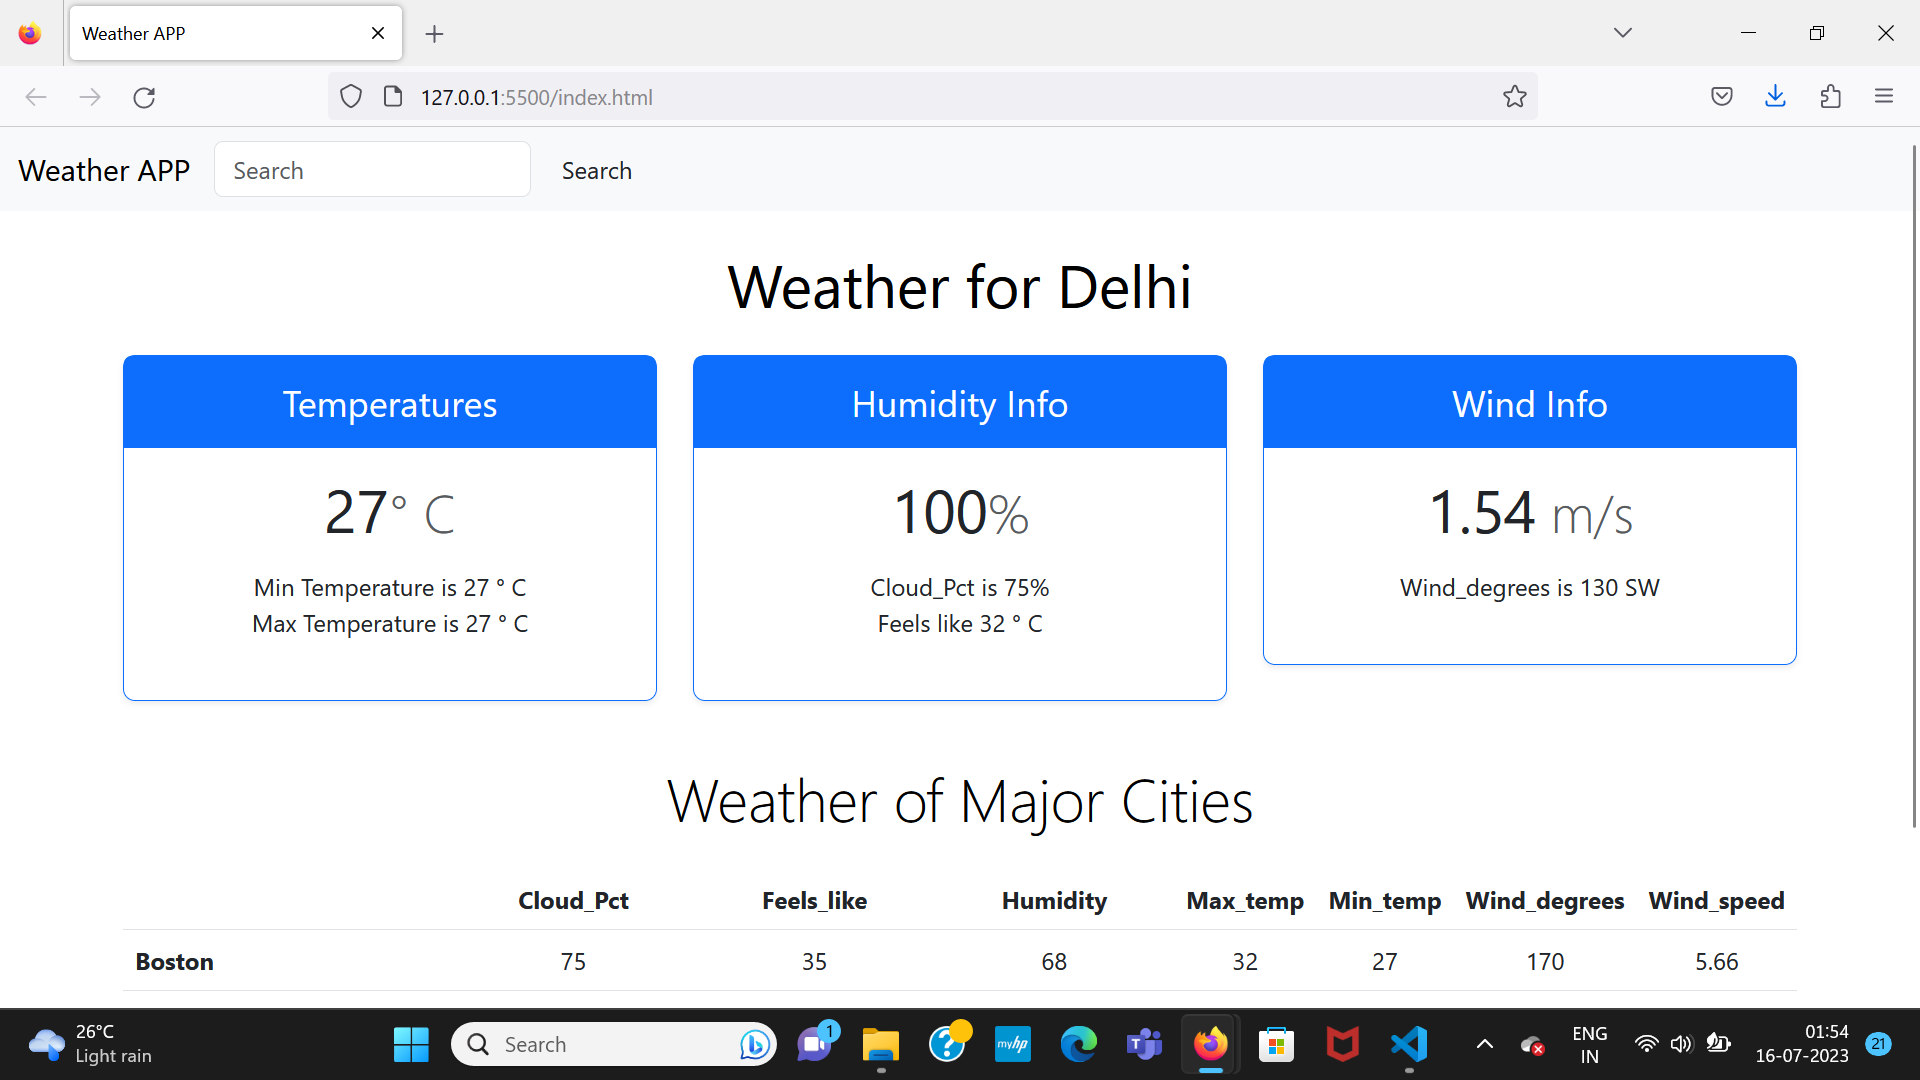 Weather APP
127.0.0.1:5500/index.html
Weather APP Search Search
Weather for Delhi
Temperatures
27° C
Min Temperature is 27 ° C
Max Temperature is 27 ° C
Humidity Info
100%
Cloud_Pct is 75%
Feels like 32 ° C
Wind Info
1.54 m/s
Wind_degrees is 130 SW
Weather of Major Cities
Cloud_Pct Feels_like Humidity Max_temp Min_temp Wind_degrees Wind_speed
Boston 75 35 68 32 27 170 5.66
26°C
Light rain
Search
1
?
myhp
T
ENG
IN
01:54
16-07-2023
21